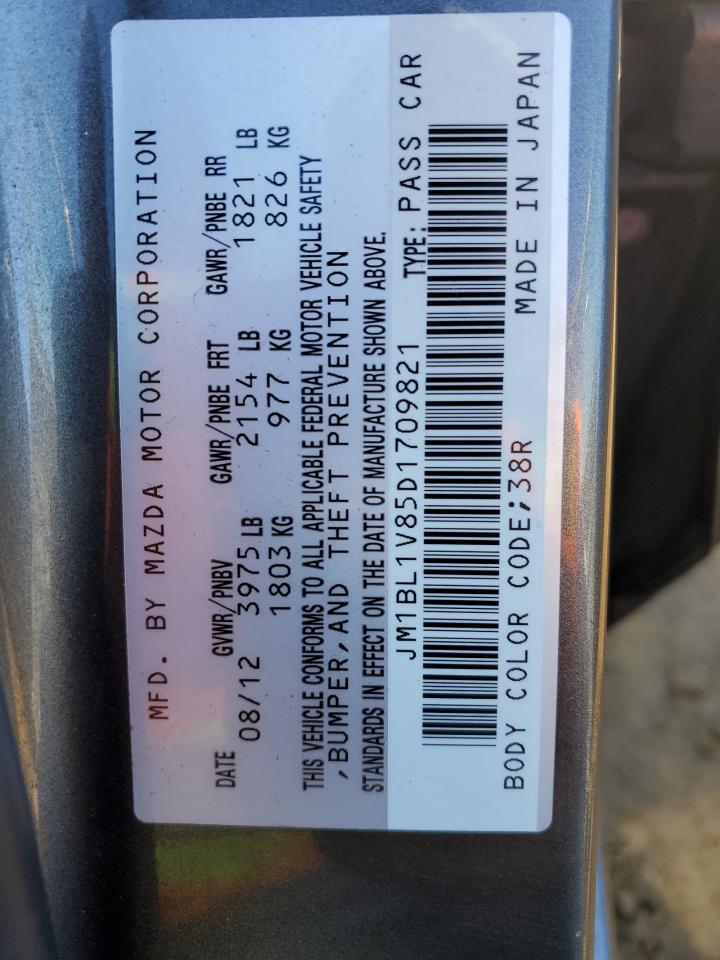 MFD. BY MAZDA MOTOR CORPORATION
DATE GVWR/PNBV GAWR/PNBE FRT GAWR/PNBE RR
08/12 3975 LB 2154 LB 1821 LB
1803 KG 977 KG 826 KG
THIS VEHICLE CONFORMS TO ALL APPLICABLE FEDERAL MOTOR VEHICLE SAFETY
,BUMPER,AND THEFT PREVENTION
STANDARDS IN EFFECT ON THE DATE OF MANUFACTURE SHOWN ABOVE.
JM1BL1V85D1709821 TYPE: PASS CAR
BODY COLOR CODE;38R MADE IN JAPAN